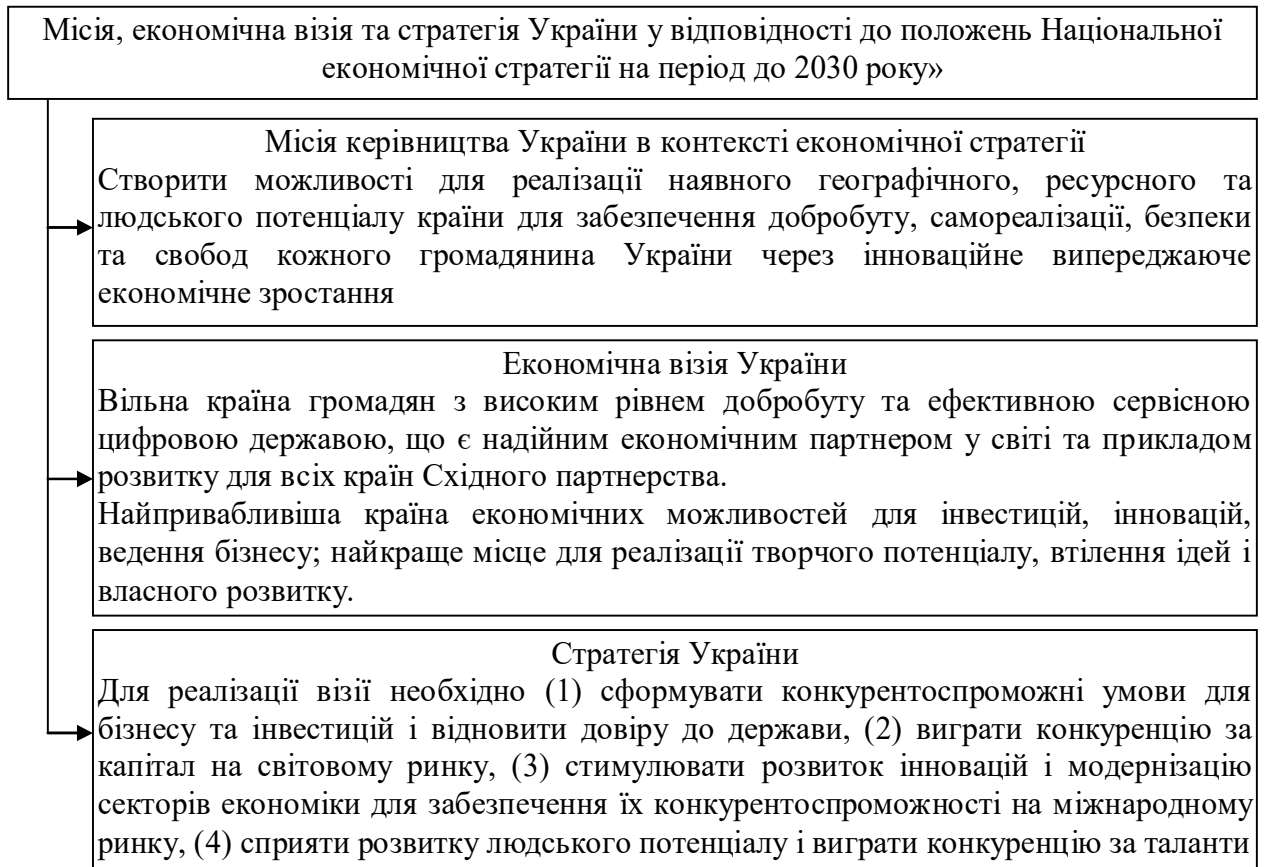 Місія, економічна візія та стратегія України у відповідності до положень Національної
економічної стратегії на період до 2030 року»
Місія керівництва України в контексті економічної стратегії
Створити можливості для реалізації наявного географічного, ресурсного та
людського потенціалу країни для забезпечення добробуту, самореалізації, безпеки
та свобод кожного громадянина України через інноваційне випереджаюче
економічне зростання
Економічна візія України
Вільна країна громадян з високим рівнем добробуту та ефективною сервісною
цифровою державою, що є надійним економічним партнером у світі та прикладом
розвитку для всіх країн Східного партнерства.
Найпривабливіша країна економічних можливостей для інвестицій, інновацій,
ведення бізнесу; найкраще місце для реалізації творчого потенціалу, втілення ідей і
власного розвитку.
Стратегія України
Для реалізації візії необхідно (1) сформувати конкурентоспроможні умови для
бізнесу та інвестицій і відновити довіру до держави, (2) виграти конкуренцію за
капітал на світовому ринку, (3) стимулювати розвиток інновацій і модернізацію
секторів економіки для забезпечення їх конкурентоспроможності на міжнародному
ринку, (4) сприяти розвитку людського потенціалу і виграти конкуренцію за таланти